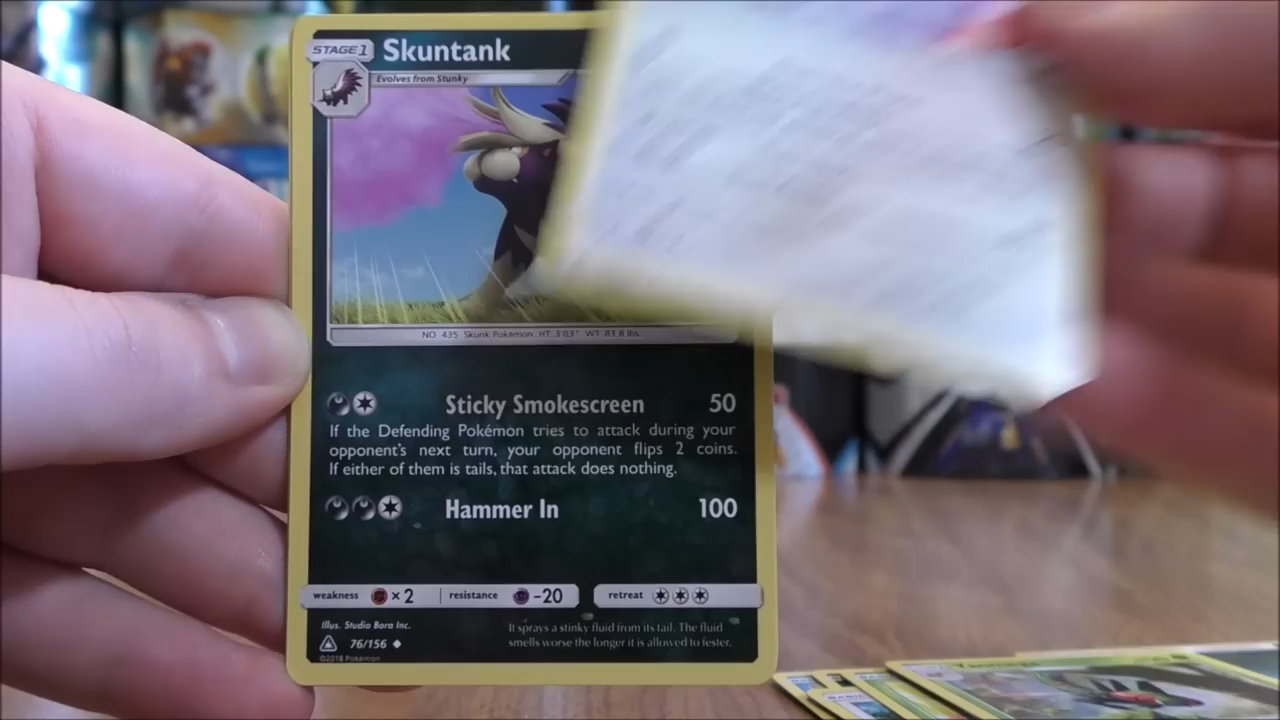 STAGE 1 Skuntank
Evolves from Stunky
NO. 435 Skunk Pokémon HT: 3'03" WT: 83.8 lbs.
Sticky Smokescreen 50
If the Defending Pokémon tries to attack during your
opponent's next turn, your opponent flips 2 coins.
If either of them is tails, that attack does nothing.
Hammer In 100
weakness ×2 resistance -20 retreat
Illus. Studio Bora Inc.
It sprays a stinky fluid from its tail. The fluid
smells worse the longer it is allowed to fester.
76/156
©2018 Pokémon